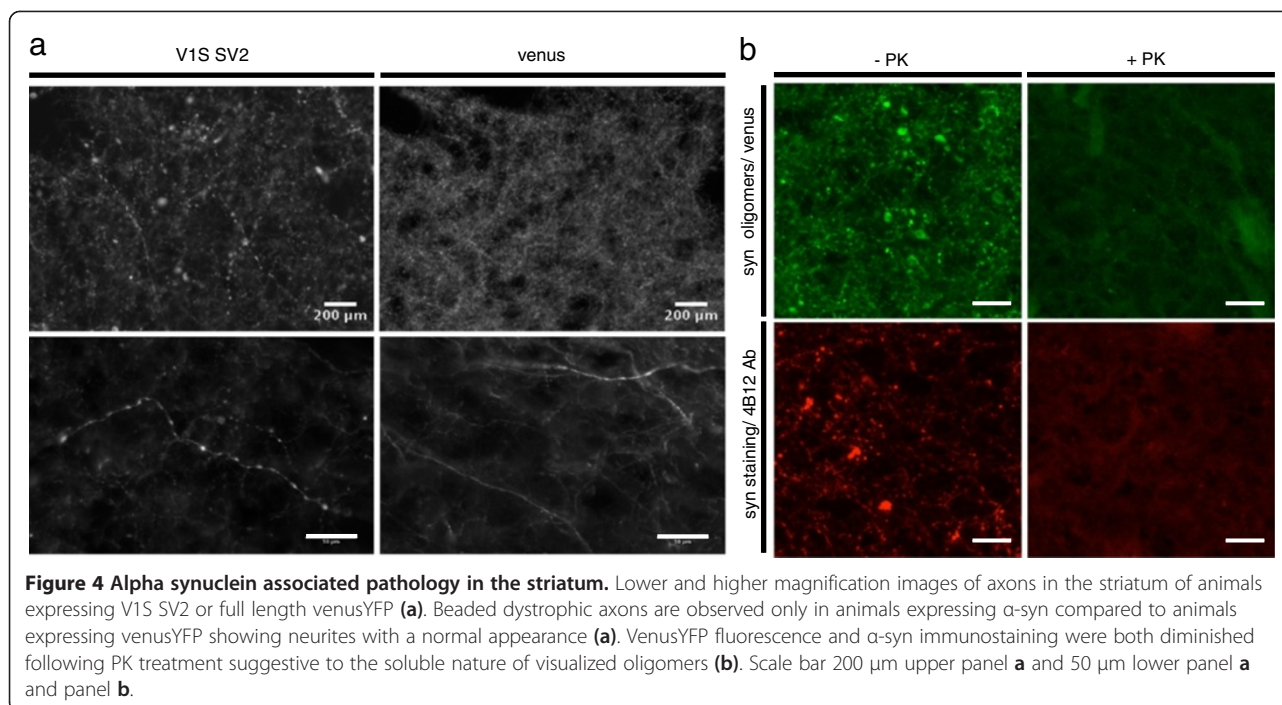 a
V1S SV2
venus
200 µm
200 µm
b
- PK
+ PK
syn oligomers/ venus
syn staining/ 4B12 Ab
Figure 4 Alpha synuclein associated pathology in the striatum. Lower and higher magnification images of axons in the striatum of animals
expressing V1S SV2 or full length venusYFP (a). Beaded dystrophic axons are observed only in animals expressing α-syn compared to animals
expressing venusYFP showing neurites with a normal appearance (a). VenusYFP fluorescence and α-syn immunostaining were both diminished
following PK treatment suggestive to the soluble nature of visualized oligomers (b). Scale bar 200 µm upper panel a and 50 µm lower panel a
and panel b.